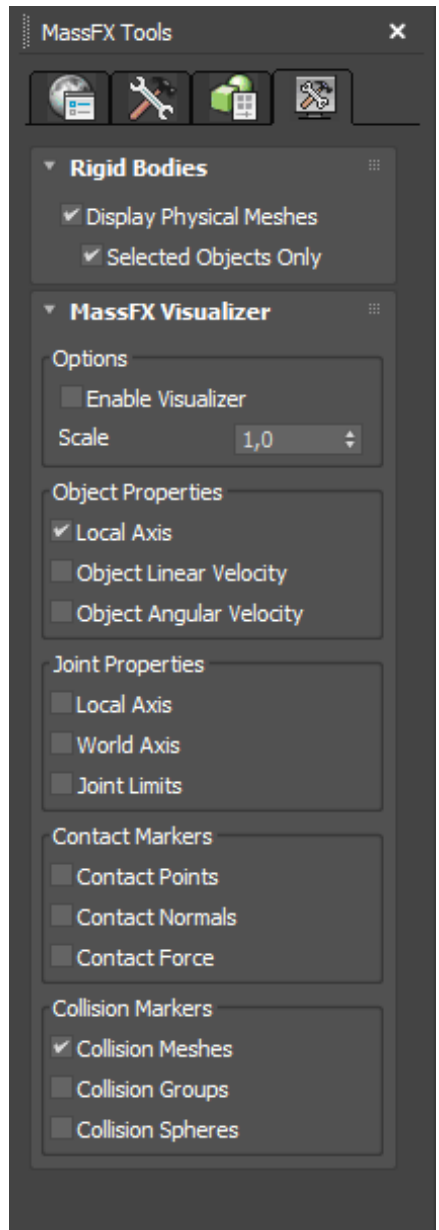 MassFX Tools
Rigid Bodies
Display Physical Meshes
Selected Objects Only
MassFX Visualizer
Options
Enable Visualizer
Scale 1,0
Object Properties
Local Axis
Object Linear Velocity
Object Angular Velocity
Joint Properties
Local Axis
World Axis
Joint Limits
Contact Markers
Contact Points
Contact Normals
Contact Force
Collision Markers
Collision Meshes
Collision Groups
Collision Spheres